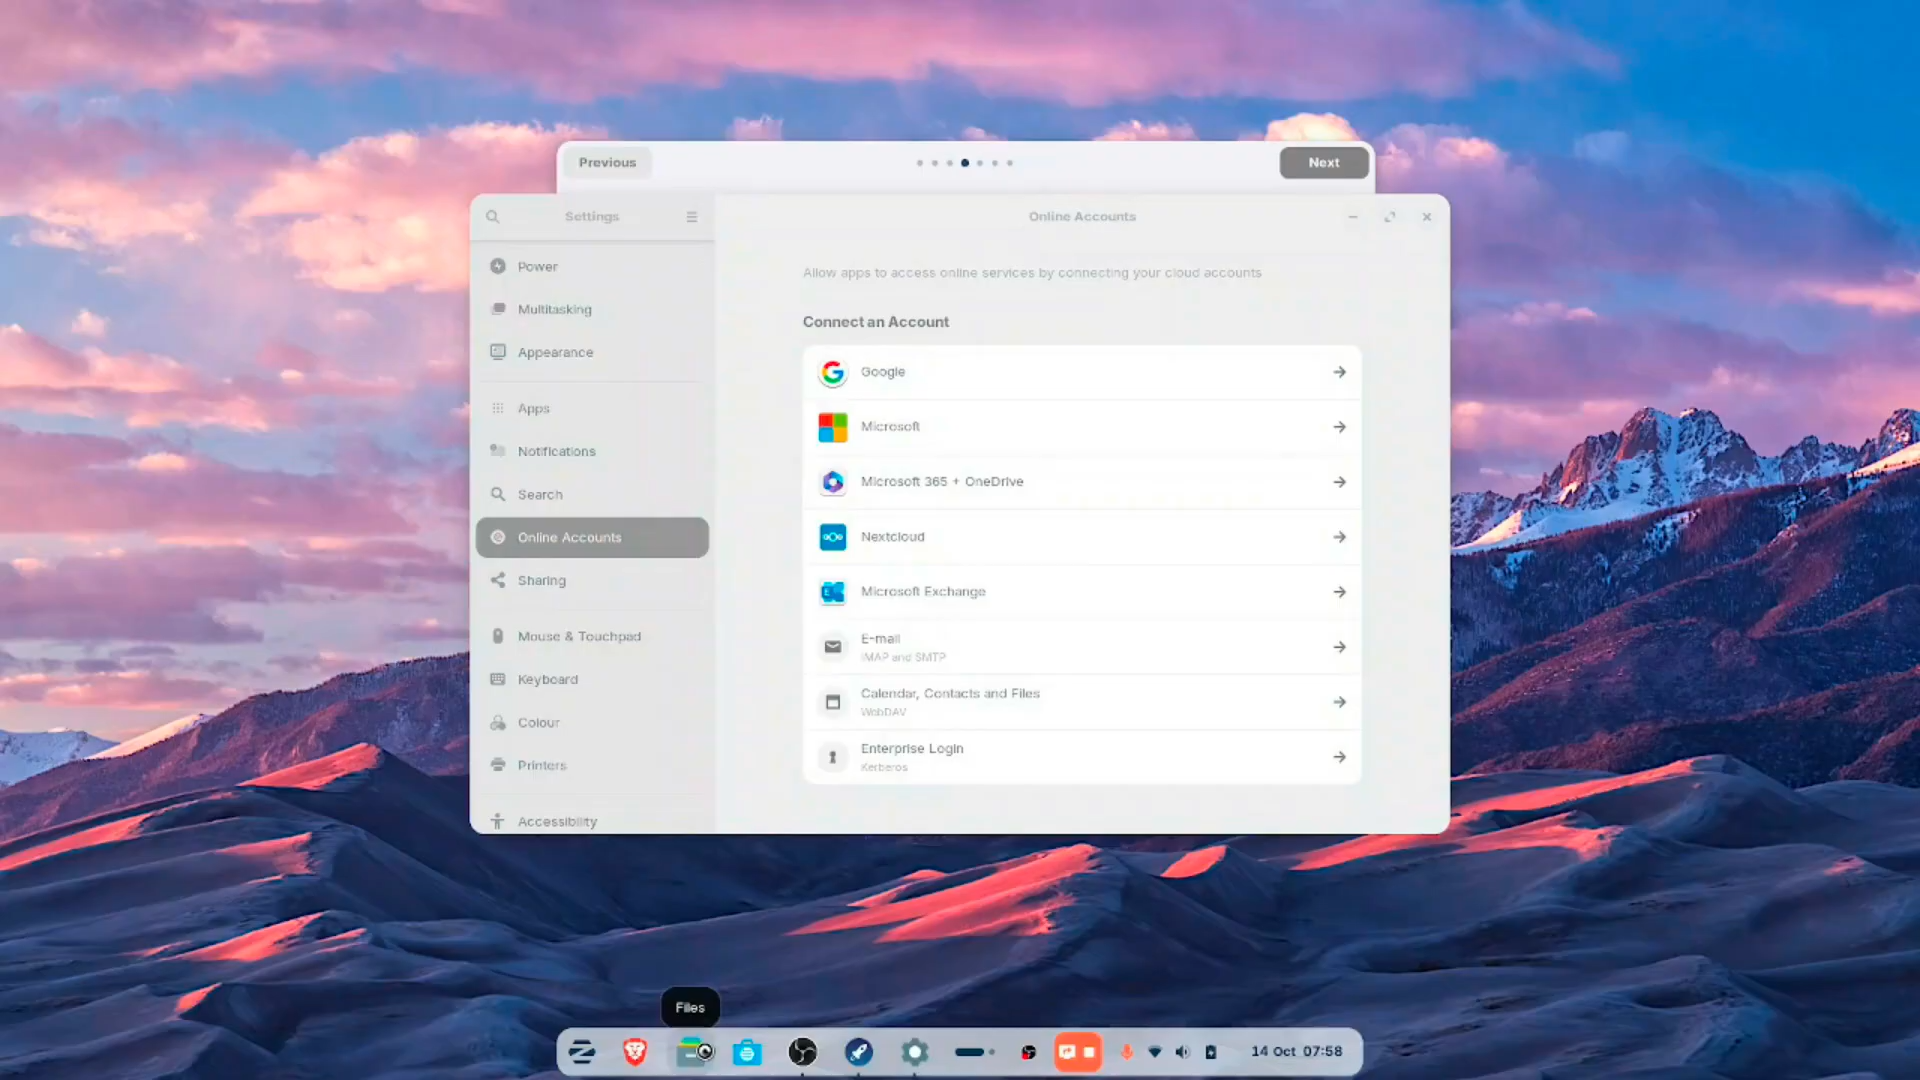 Previous
Next
Settings
Online Accounts
Power
Multitasking
Appearance
Apps
Notifications
Search
Online Accounts
Sharing
Mouse & Touchpad
Keyboard
Colour
Printers
Accessibility
Allow apps to access online services by connecting your cloud accounts
Connect an Account
Google
Microsoft
Microsoft 365 + OneDrive
Nextcloud
Microsoft Exchange
E-mail
IMAP and SMTP
Calendar, Contacts and Files
WebDAV
Enterprise Login
Kerberos
Files
14 Oct 07:58